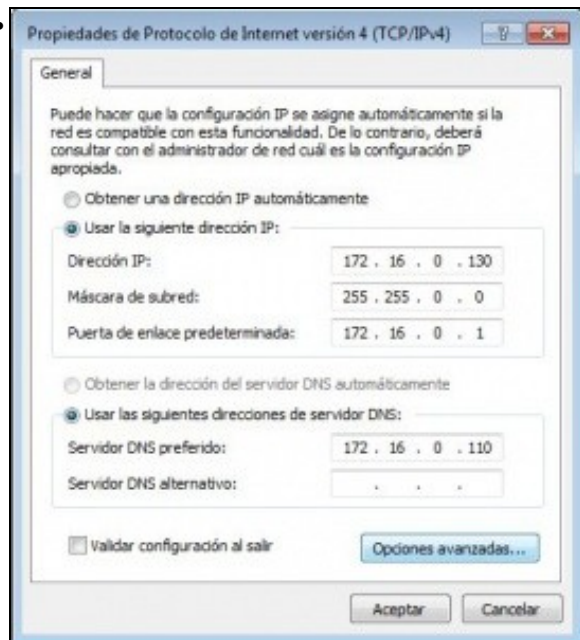 Propiedades de Protocolo de Internet versión 4 (TCP/IPv4)
General
Puede hacer que la configuración IP se asigne automáticamente si la
red es compatible con esta funcionalidad. De lo contrario, deberá
consultar con el administrador de red cuál es la configuración IP
apropiada.
Obtener una dirección IP automáticamente
Usar la siguiente dirección IP:
Dirección IP: 172 . 16 . 0 . 130
Máscara de subred: 255 . 255 . 0 . 0
Puerta de enlace predeterminada: 172 . 16 . 0 . 1
Obtener la dirección del servidor DNS automáticamente
Usar las siguientes direcciones de servidor DNS:
Servidor DNS preferido: 172 . 16 . 0 . 110
Servidor DNS alternativo: . . .
Validar configuración al salir Opciones avanzadas...
Aceptar Cancelar